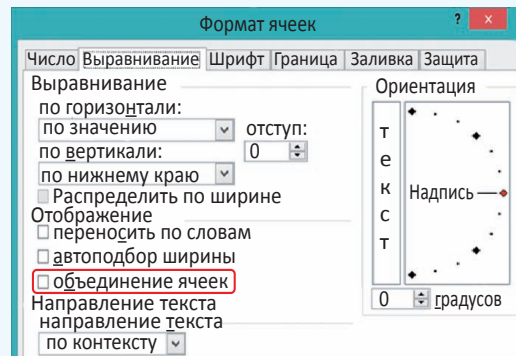 Формат ячеек
? x
Число Выравнивание Шрифт Граница Заливка Защита
Выравнивание
по горизонтали:
по значению
отступ:
по вертикали:
0
по нижнему краю
Распределить по ширине
Отображение
переносить по словам
автоподбор ширины
объединение ячеек
Направление текста
направление текста
по контексту
Ориентация
т
е
к
с
т
Надпись
0 градусов